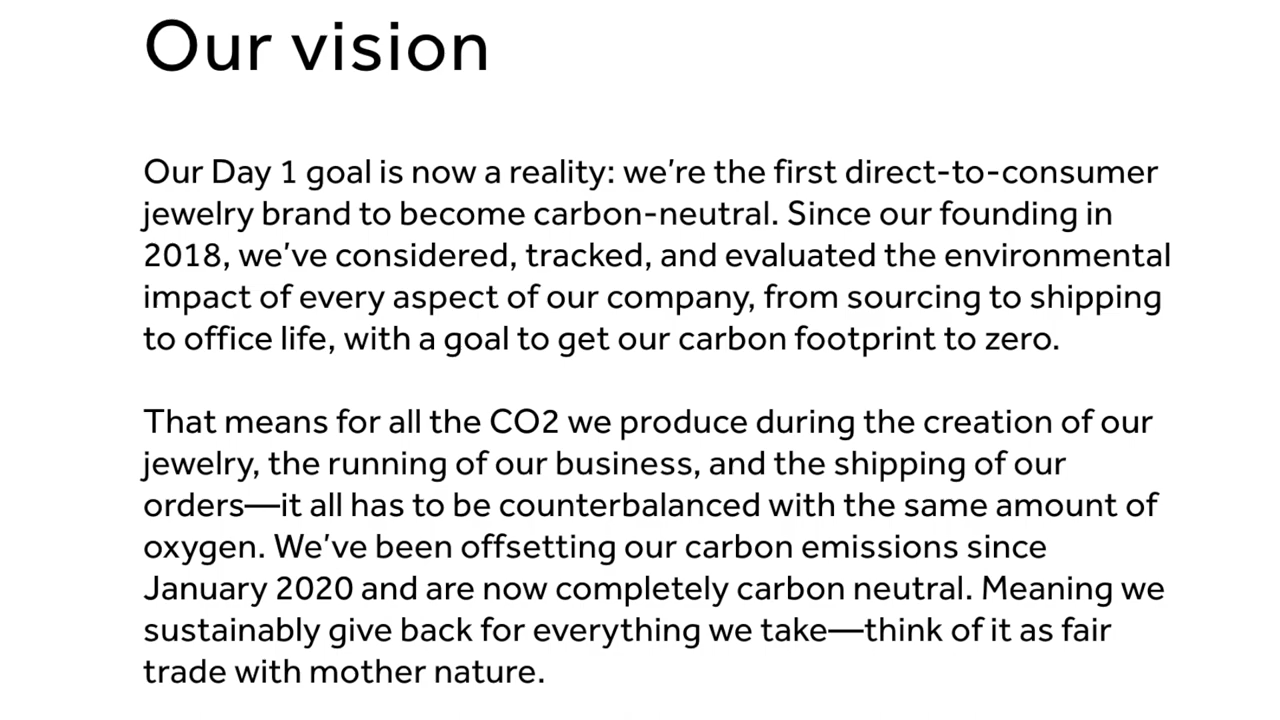 Our vision
Our Day 1 goal is now a reality: we're the first direct-to-consumer
jewelry brand to become carbon-neutral. Since our founding in
2018, we've considered, tracked, and evaluated the environmental
impact of every aspect of our company, from sourcing to shipping
to office life, with a goal to get our carbon footprint to zero.
That means for all the CO2 we produce during the creation of our
jewelry, the running of our business, and the shipping of our
orders—it all has to be counterbalanced with the same amount of
oxygen. We've been offsetting our carbon emissions since
January 2020 and are now completely carbon neutral. Meaning we
sustainably give back for everything we take—think of it as fair
trade with mother nature.